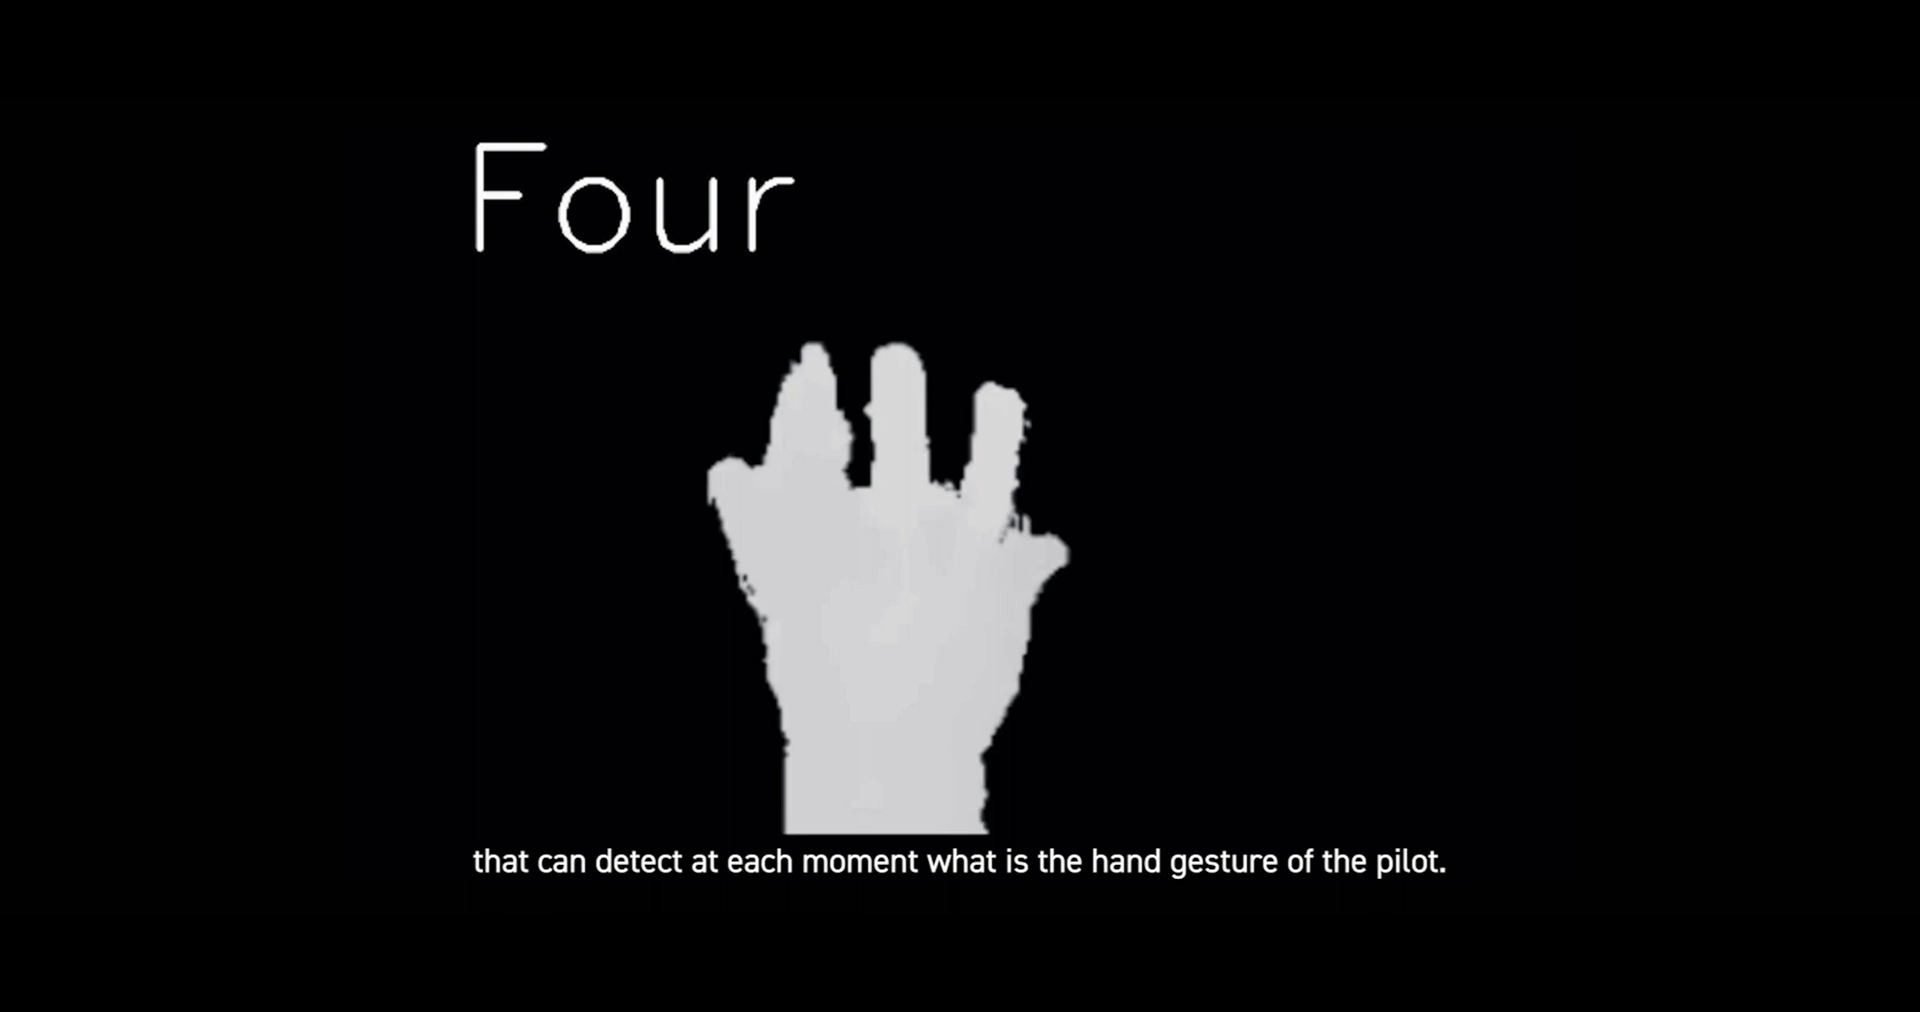 Four
that can detect at each moment what is the hand gesture of the pilot.